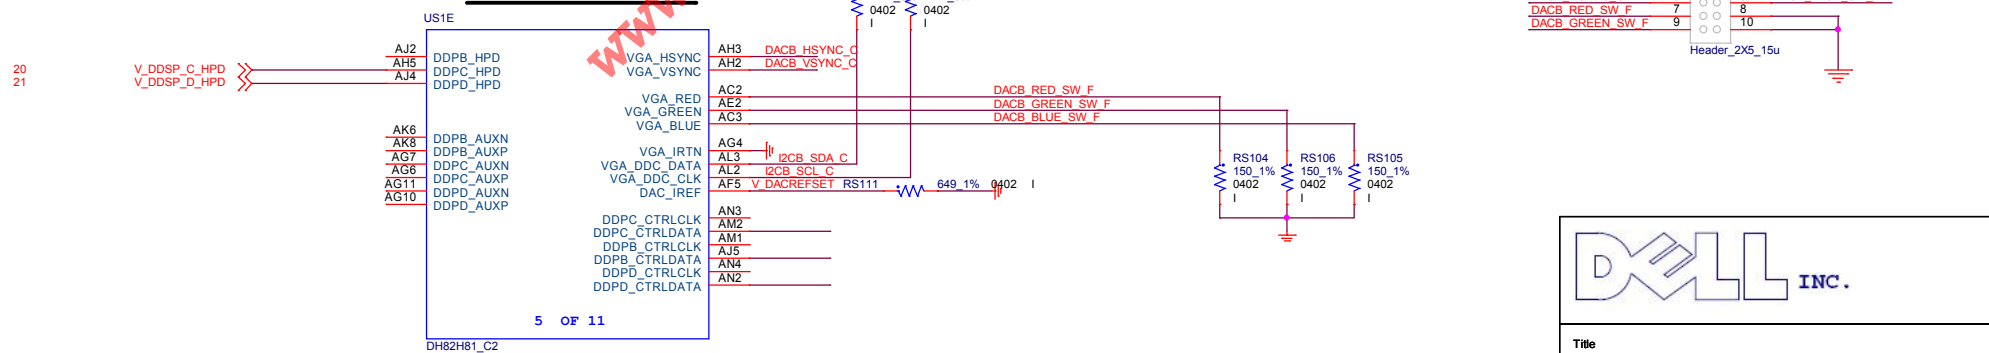 0402
I
0402
I
DACB_RED_SW_F 7 8
DACB_GREEN_SW_F 9 10
Header_2X5_15u
US1E
www
20 V_DDSP_C_HPD
21 V_DDSP_D_HPD
AJ2 DDPB_HPD
AH5 DDPC_HPD
AJ4 DDPD_HPD
AK6 DDPB_AUXN
AK8 DDPB_AUXP
AG7 DDPC_AUXN
AG6 DDPC_AUXP
AG11 DDPD_AUXN
AG10 DDPD_AUXP
VGA_HSYNC AH3 DACB_HSYNC_C
VGA_VSYNC AH2 DACB_VSYNC_C
VGA_RED AC2 DACB_RED_SW_F
VGA_GREEN AE2 DACB_GREEN_SW_F
VGA_BLUE AC3 DACB_BLUE_SW_F
VGA_IRTN AG4
VGA_DDC_DATA AL3 I2CB_SDA_C
VGA_DDC_CLK AL2 I2CB_SCL_C
DAC_IREF AF5 V_DACREFSET RS111 649_1% 0402 I
DDPC_CTRLCLK AN3
DDPC_CTRLDATA AM2
DDPB_CTRLCLK AM1
DDPB_CTRLDATA AJ5
DDPD_CTRLCLK AN4
DDPD_CTRLDATA AN2
5 OF 11
DH82H81_C2
RS104
150_1%
0402
I
RS106
150_1%
0402
I
RS105
150_1%
0402
I
DELL INC.
Title